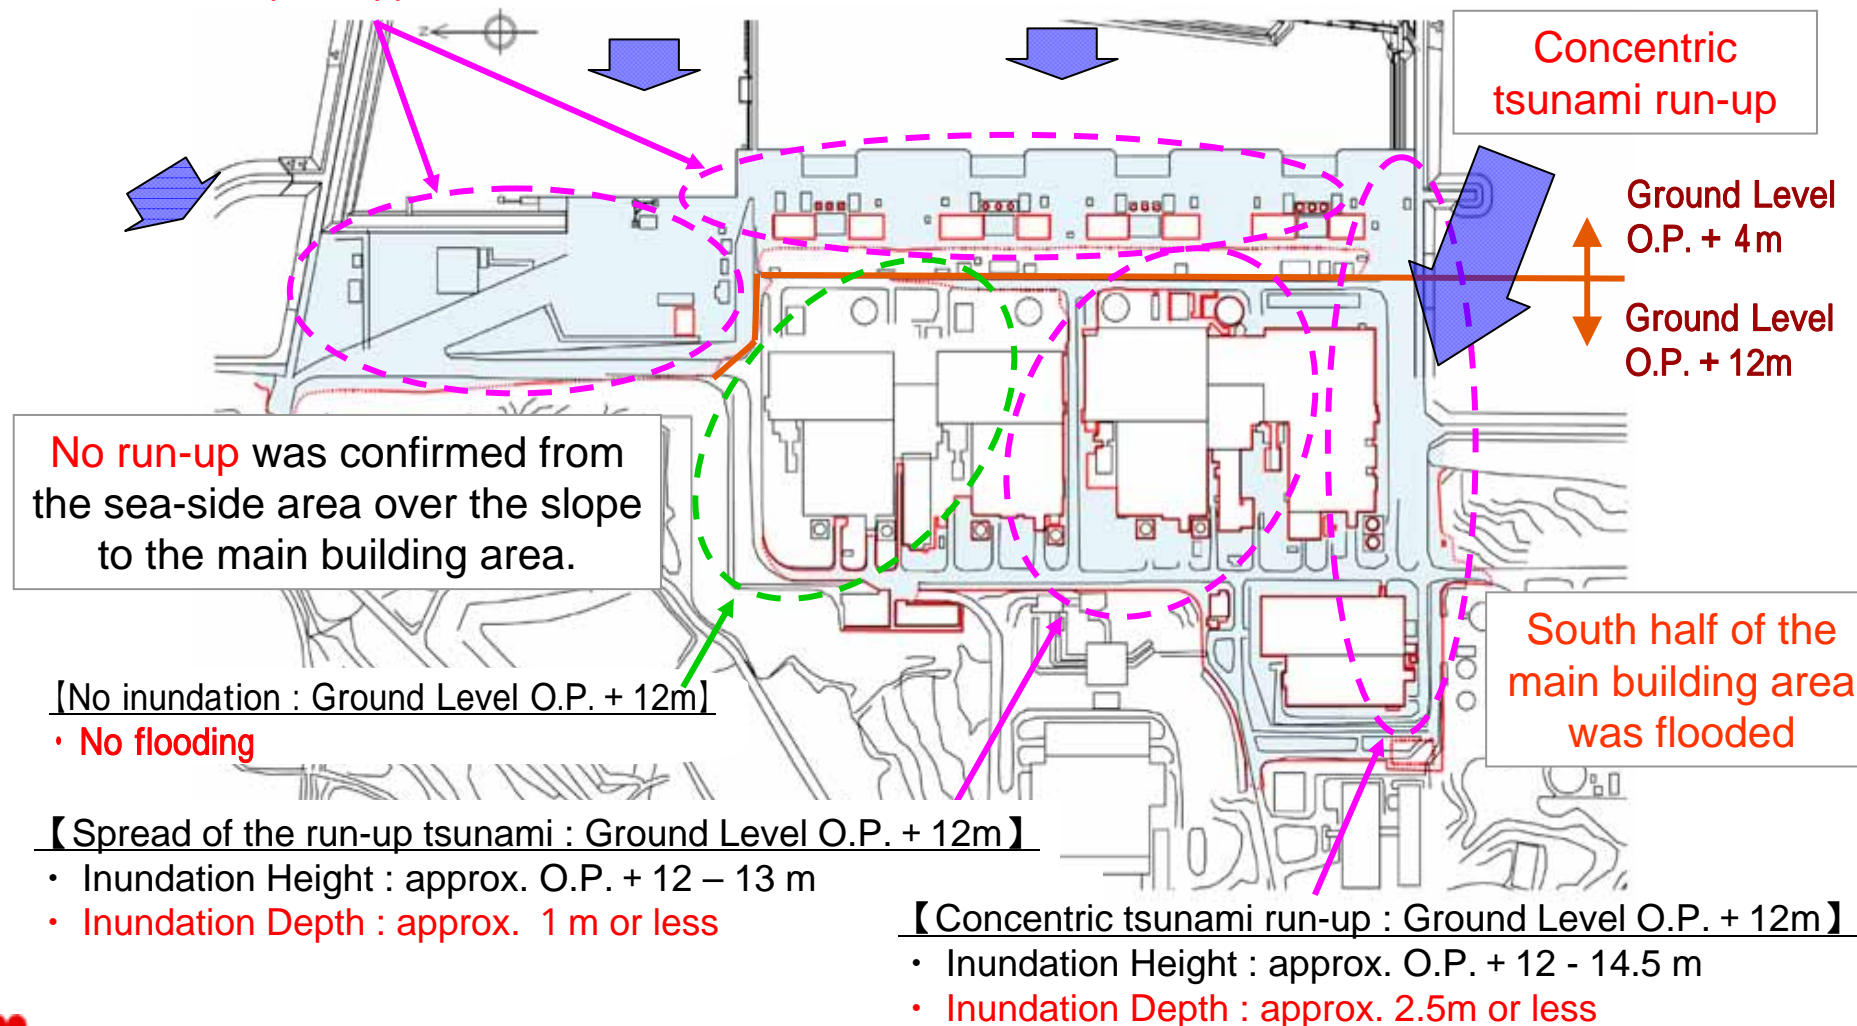 Z
Concentric
tsunami run-up
Ground Level
O.P. + 4m
Ground Level
O.P. + 12m
No run-up was confirmed from
the sea-side area over the slope
to the main building area.
South half of the
main building area
was flooded
【No inundation : Ground Level O.P. + 12m】
・ No flooding
【Spread of the run-up tsunami : Ground Level O.P. + 12m】
・ Inundation Height : approx. O.P. + 12 – 13 m
・ Inundation Depth : approx. 1 m or less
【Concentric tsunami run-up : Ground Level O.P. + 12m】
・ Inundation Height : approx. O.P. + 12 - 14.5 m
・ Inundation Depth : approx. 2.5m or less